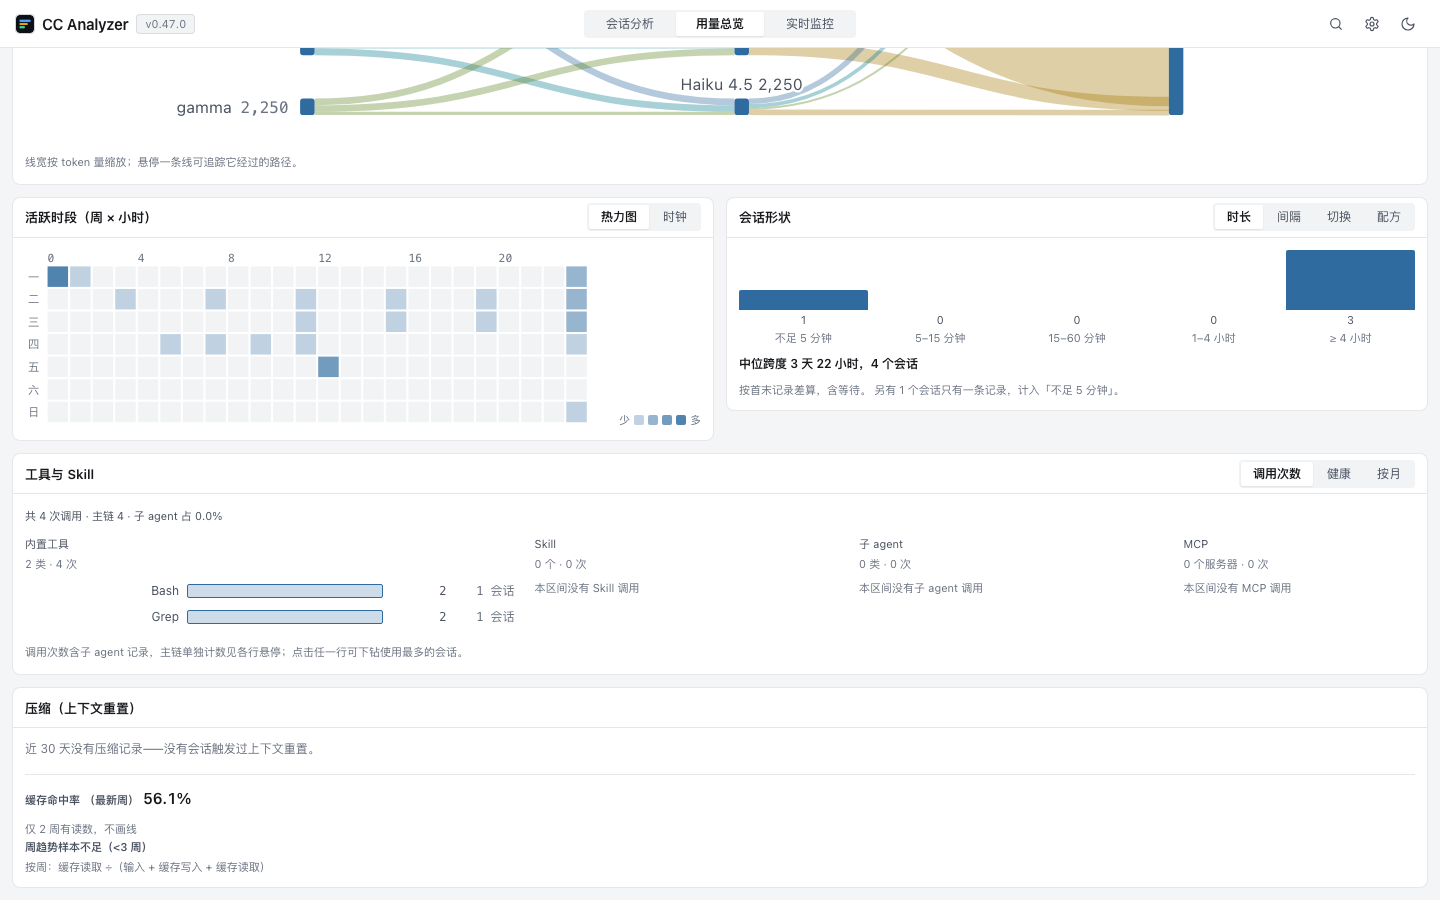 CC Analyzer v0.47.0 会话分析 用量总览 实时监控
Haiku 4.5 2,250
gamma 2,250
线宽按 token 量缩放；悬停一条线可追踪它经过的路径。
活跃时段（周 × 小时） 热力图 时钟
0 4 8 12 16 20
一
二
三
四
五
六
日
少 多
会话形状 时长 间隔 切换 配方
1 0 0 0 3
不足 5 分钟 5–15 分钟 15–60 分钟 1–4 小时 ≥ 4 小时
中位跨度 3 天 22 小时，4 个会话
按首末记录差算，含等待。 另有 1 个会话只有一条记录，计入「不足 5 分钟」。
工具与 Skill 调用次数 健康 按月
共 4 次调用 · 主链 4 · 子 agent 占 0.0%
内置工具
2 类 · 4 次
Bash 2 1 会话
Grep 2 1 会话
Skill
0 个 · 0 次
本区间没有 Skill 调用
子 agent
0 类 · 0 次
本区间没有子 agent 调用
MCP
0 个服务器 · 0 次
本区间没有 MCP 调用
调用次数含子 agent 记录，主链单独计数见各行悬停；点击任一行可下钻使用最多的会话。
压缩（上下文重置）
近 30 天没有压缩记录——没有会话触发过上下文重置。
缓存命中率 （最新周） 56.1%
仅 2 周有读数，不画线
周趋势样本不足（<3 周）
按周：缓存读取 ÷（输入 + 缓存写入 + 缓存读取）